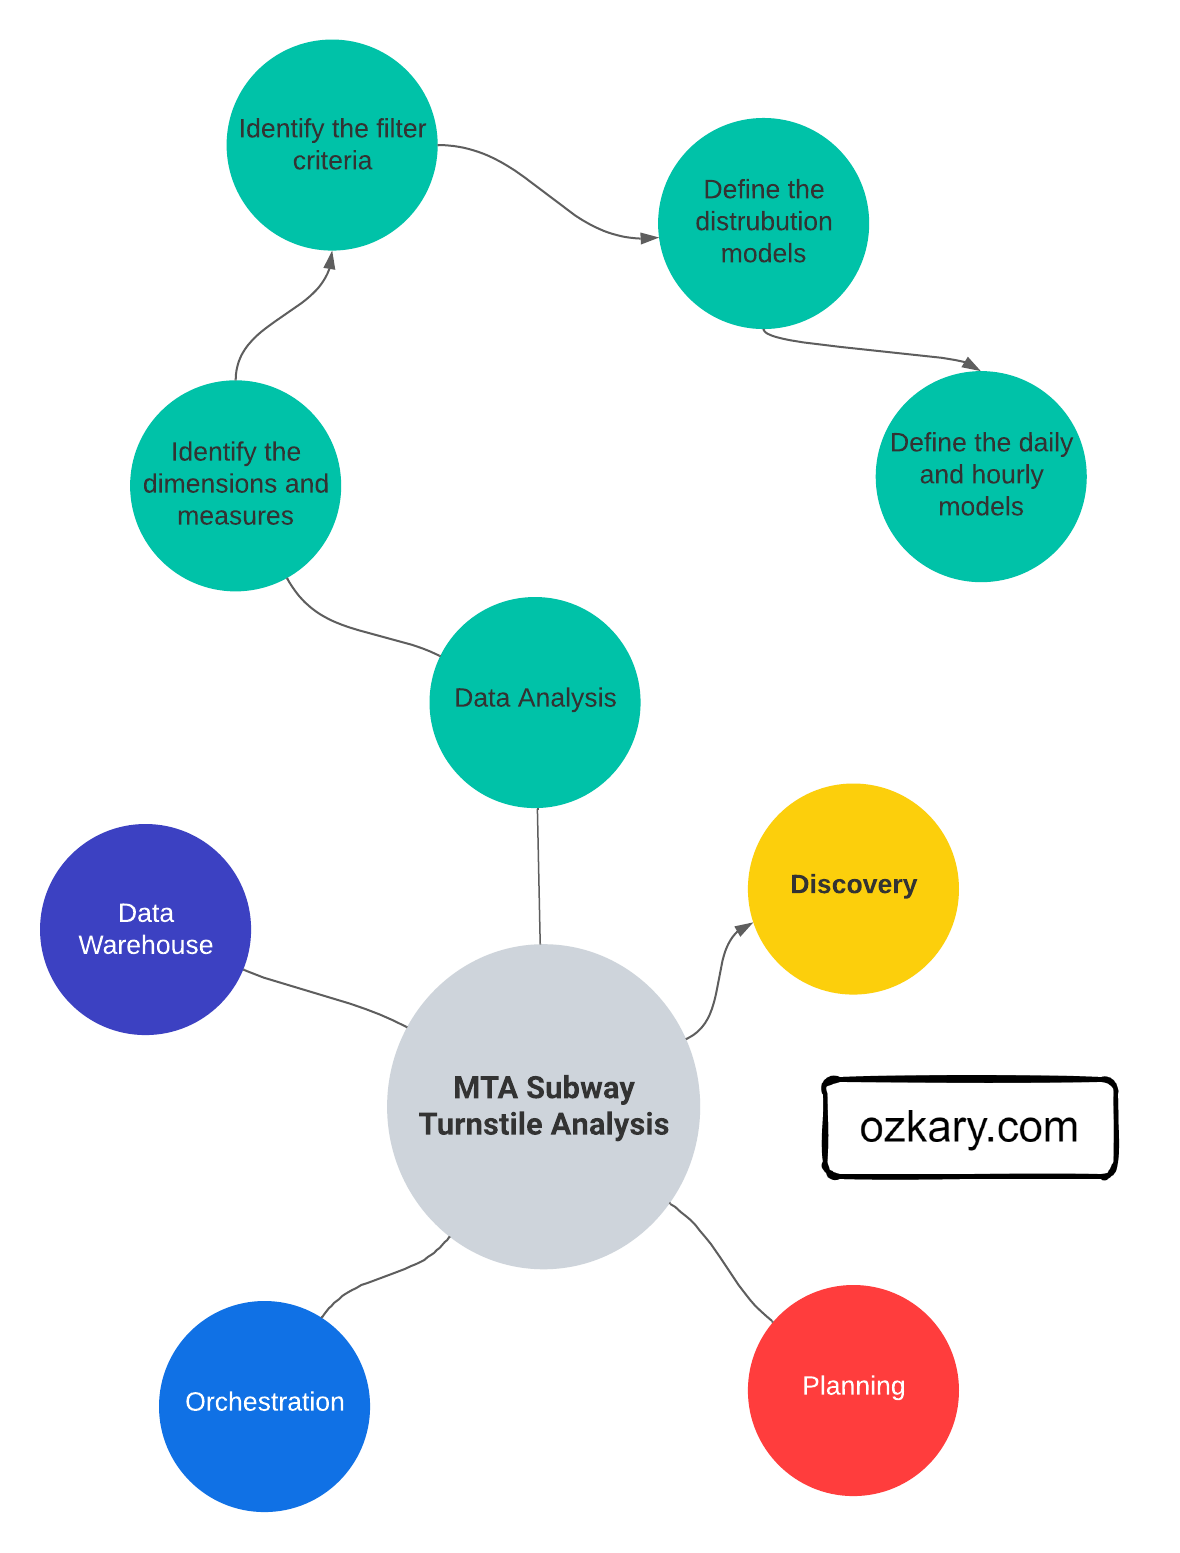 Identify the filter
criteria
Define the
distrubution
models
Identify the
dimensions and
measures
Define the daily
and hourly
models
Data Analysis
Discovery
Data
Warehouse
MTA Subway
Turnstile Analysis
ozkary.com
Orchestration
Planning